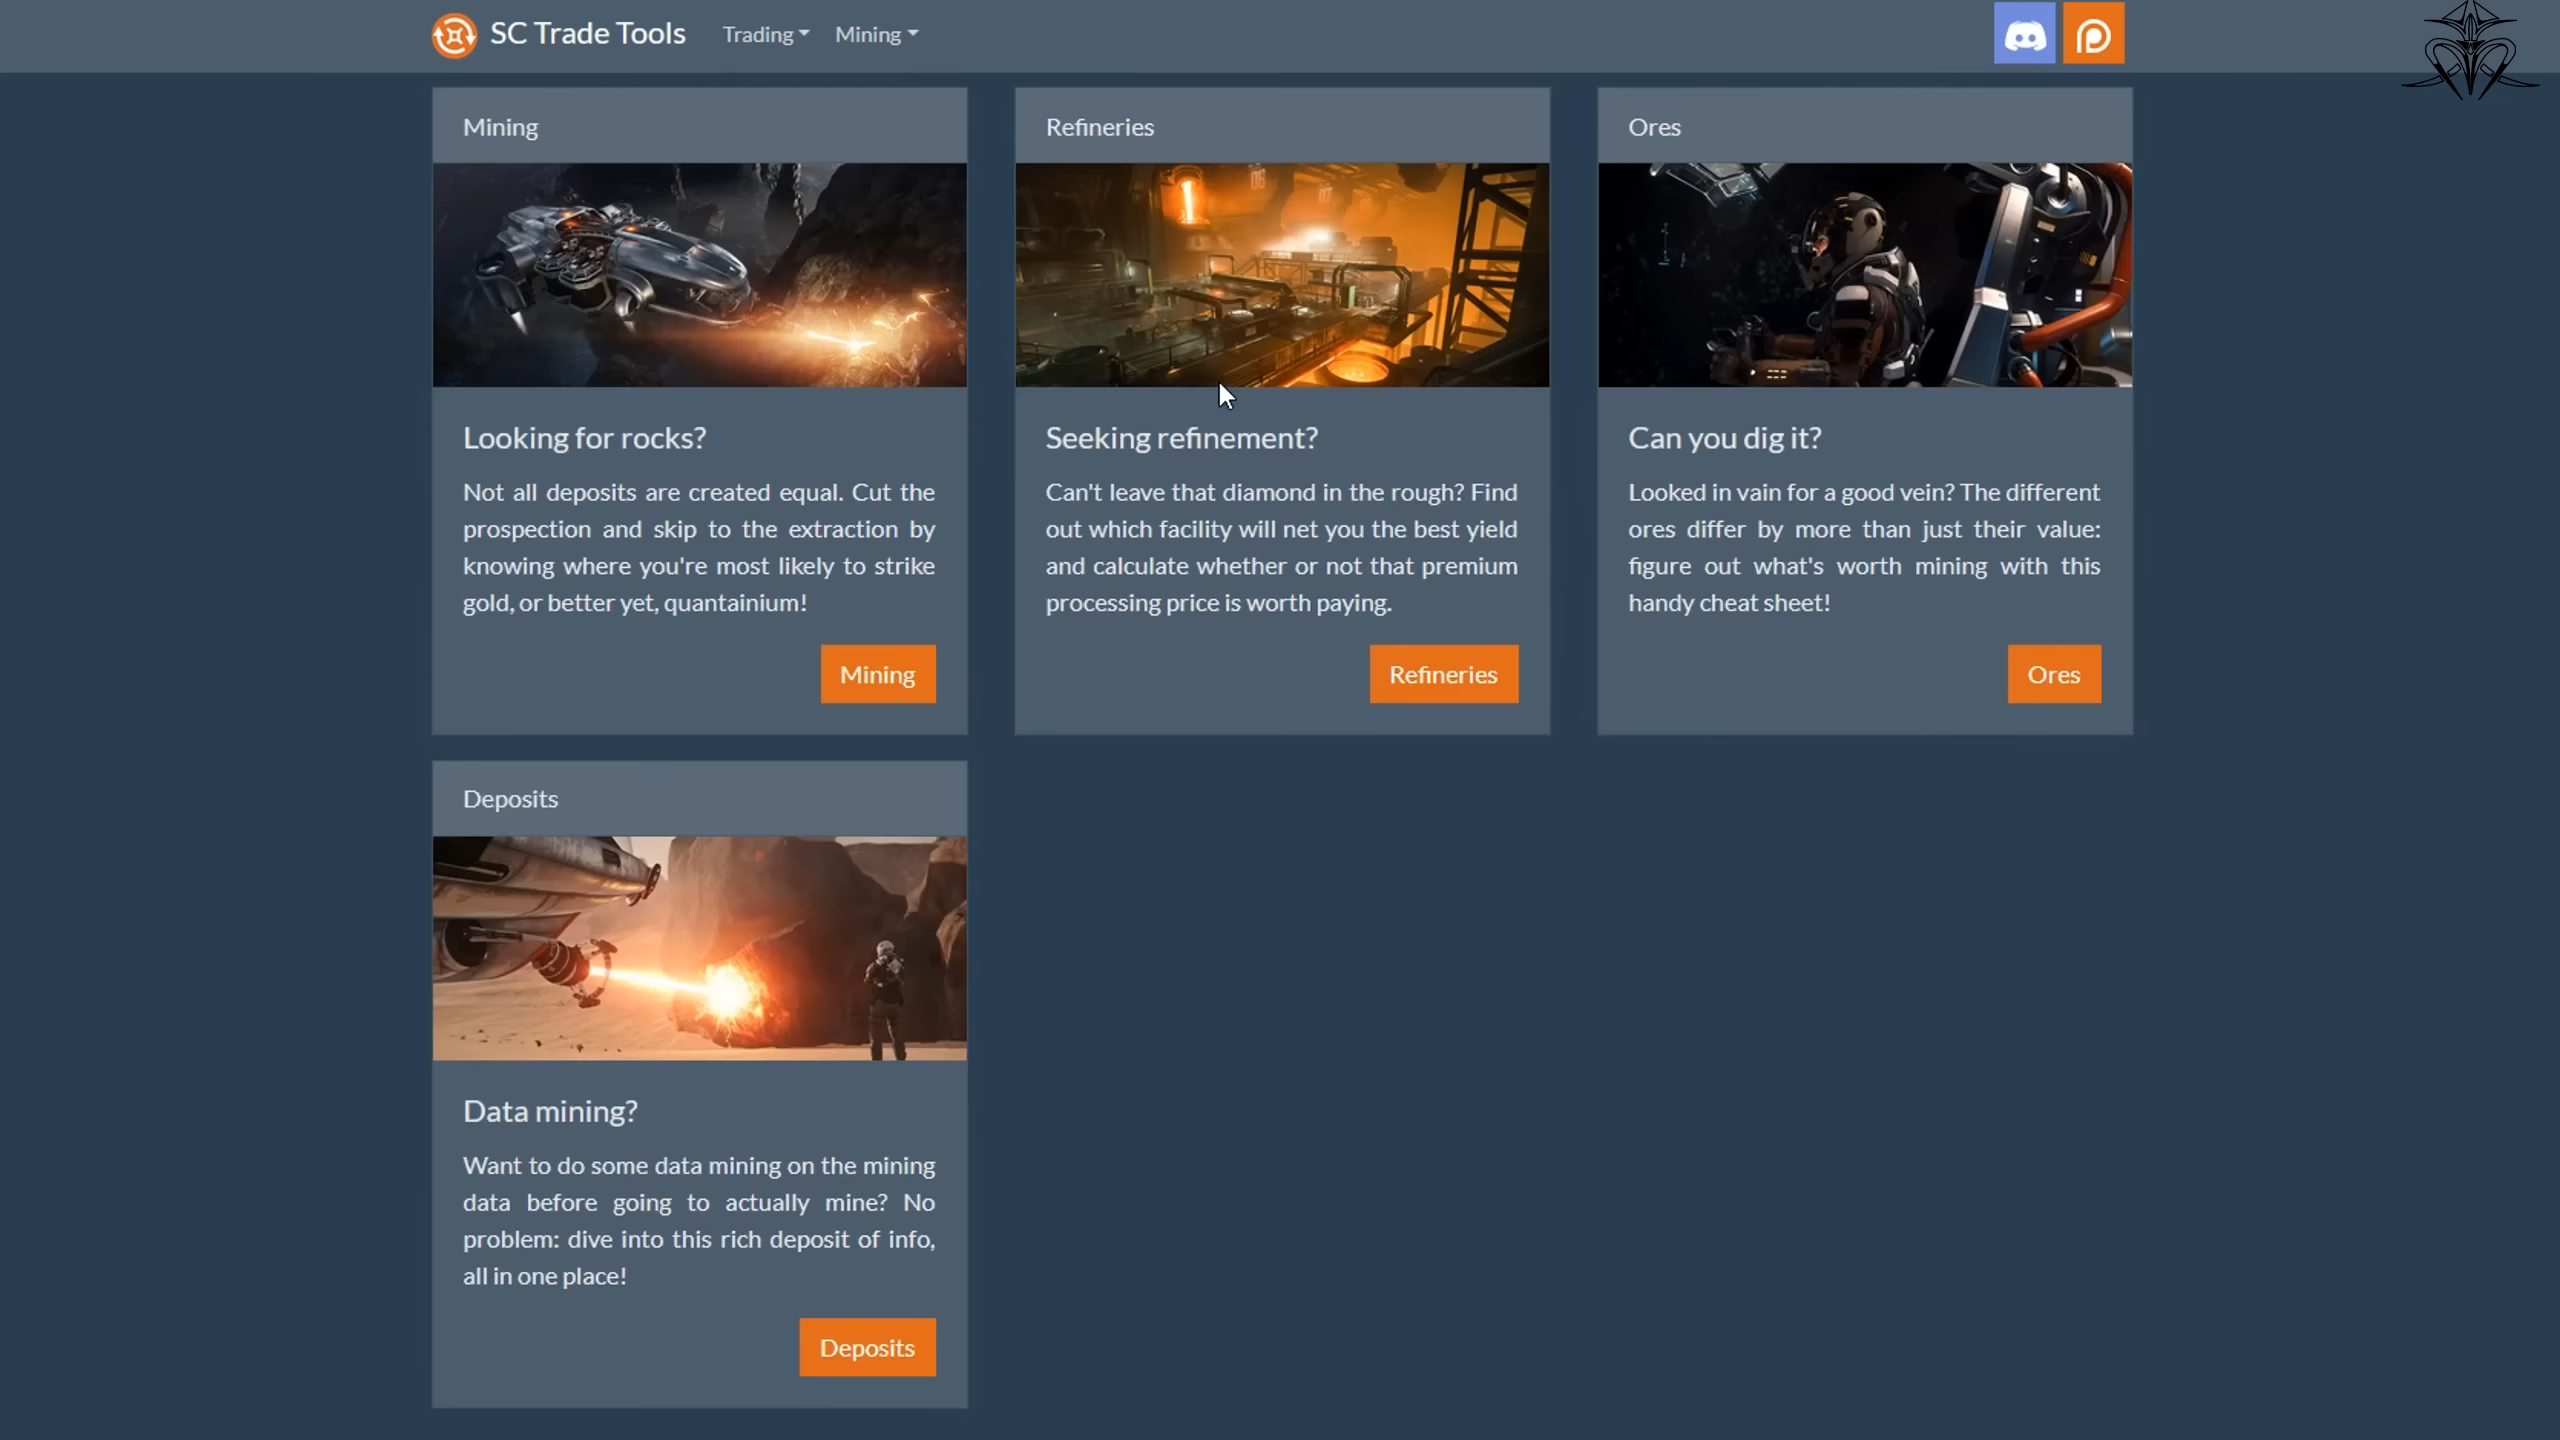 SC Trade Tools
Trading
Mining
Mining
Looking for rocks?
Not all deposits are created equal. Cut the
prospection and skip to the extraction by
knowing where you're most likely to strike
gold, or better yet, quantainium!
Mining
Refineries
Seeking refinement?
Can't leave that diamond in the rough? Find
out which facility will net you the best yield
and calculate whether or not that premium
processing price is worth paying.
Refineries
Ores
Can you dig it?
Looked in vain for a good vein? The different
ores differ by more than just their value:
figure out what's worth mining with this
handy cheat sheet!
Ores
Deposits
Data mining?
Want to do some data mining on the mining
data before going to actually mine? No
problem: dive into this rich deposit of info,
all in one place!
Deposits